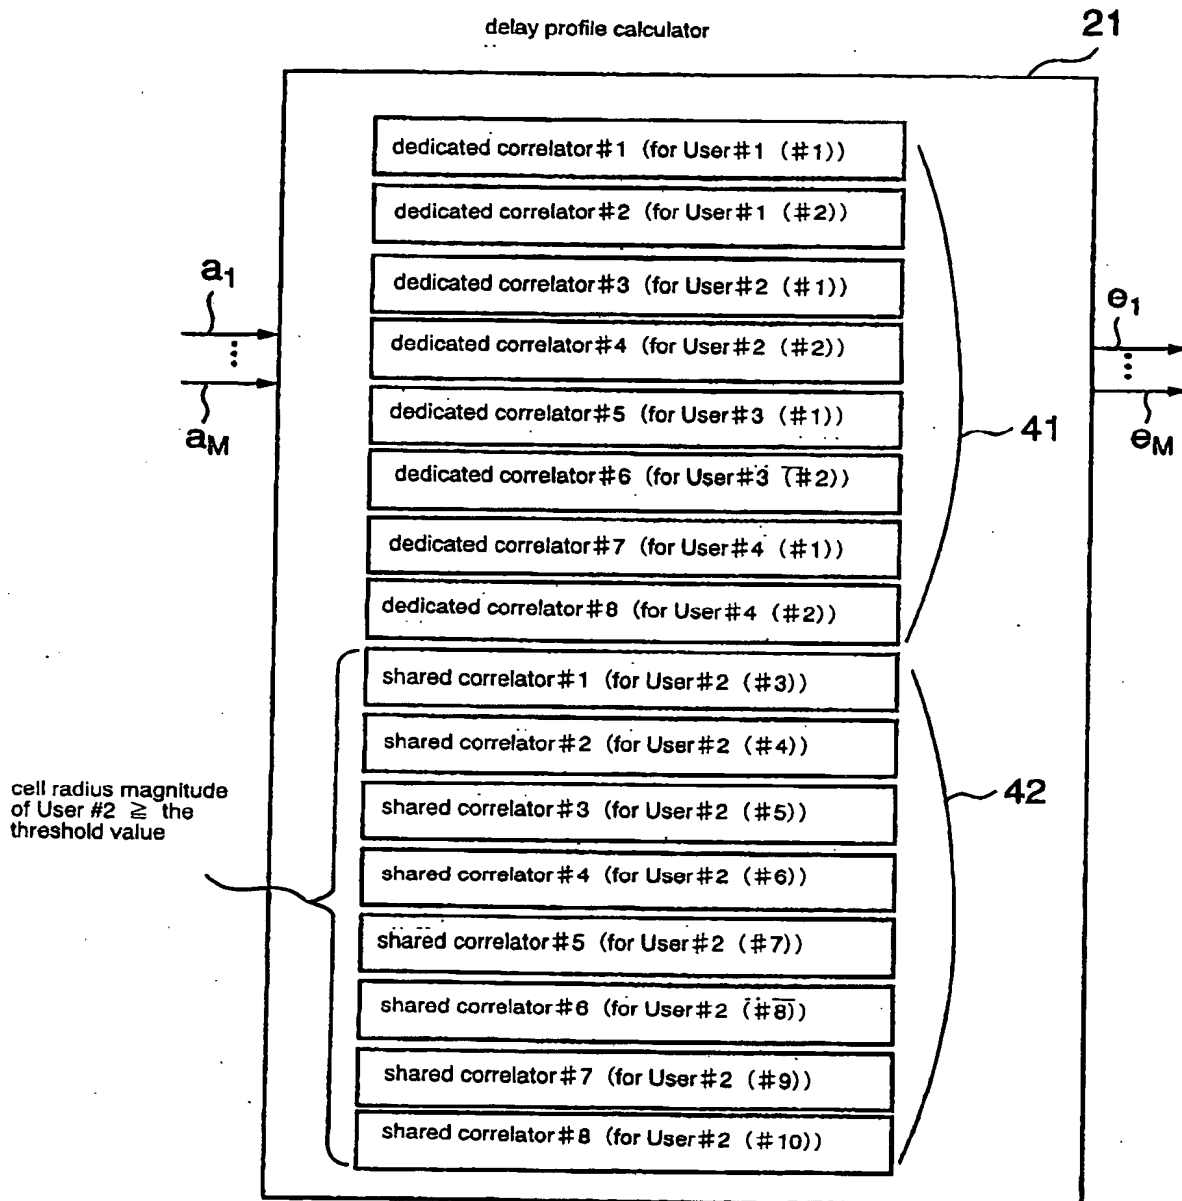 delay profile calculator
21
dedicated correlator#1 (for User#1 (#1))
dedicated correlator#2 (for User#1 (#2))
dedicated correlator#3 (for User#2 (#1))
dedicated correlator#4 (for User#2 (#2))
dedicated correlator#5 (for User#3 (#1))
dedicated correlator#6 (for User#3 (#2))
dedicated correlator#7 (for User#4 (#1))
dedicated correlator#8 (for User#4 (#2))
a1
aM
e1
eM
41
shared correlator#1 (for User#2 (#3))
shared correlator#2 (for User#2 (#4))
shared correlator#3 (for User#2 (#5))
shared correlator#4 (for User#2 (#6))
shared correlator#5 (for User#2 (#7))
shared correlator#6 (for User#2 (#8))
shared correlator#7 (for User#2 (#9))
shared correlator#8 (for User#2 (#10))
42
cell radius magnitude
of User #2 ≧ the
threshold value